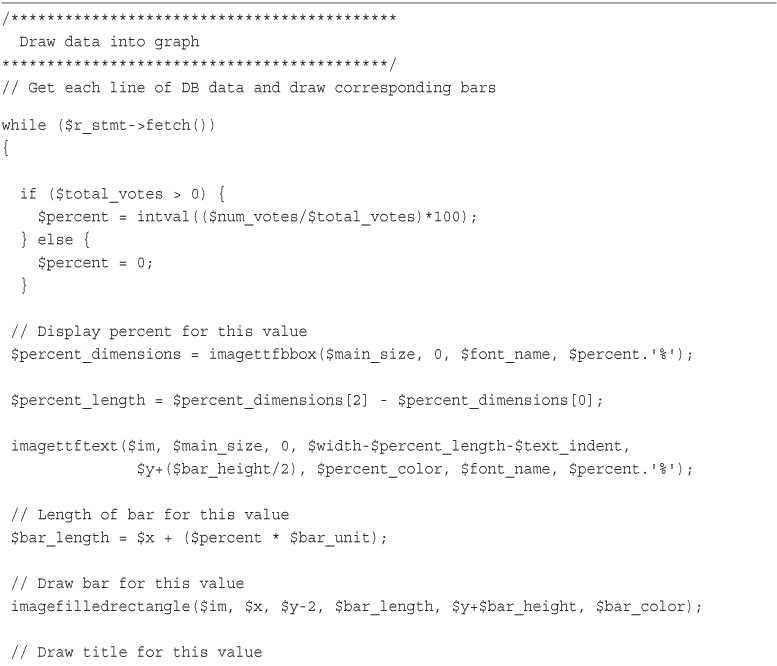 /*******************************************
  Draw data into graph
*******************************************/
// Get each line of DB data and draw corresponding bars
while ($r_stmt->fetch())
{
  if ($total_votes > 0) {
    $percent = intval(($num_votes/$total_votes)*100);
  } else {
    $percent = 0;
  }
 // Display percent for this value
 $percent_dimensions = imagettfbbox($main_size, 0, $font_name, $percent.'%');
 $percent_length = $percent_dimensions[2] - $percent_dimensions[0];
 imagettftext($im, $main_size, 0, $width-$percent_length-$text_indent,
               $y+($bar_height/2), $percent_color, $font_name, $percent.'%');
 // Length of bar for this value
 $bar_length = $x + ($percent * $bar_unit);
 // Draw bar for this value
 imagefilledrectangle($im, $x, $y-2, $bar_length, $y+$bar_height, $bar_color);
 // Draw title for this value